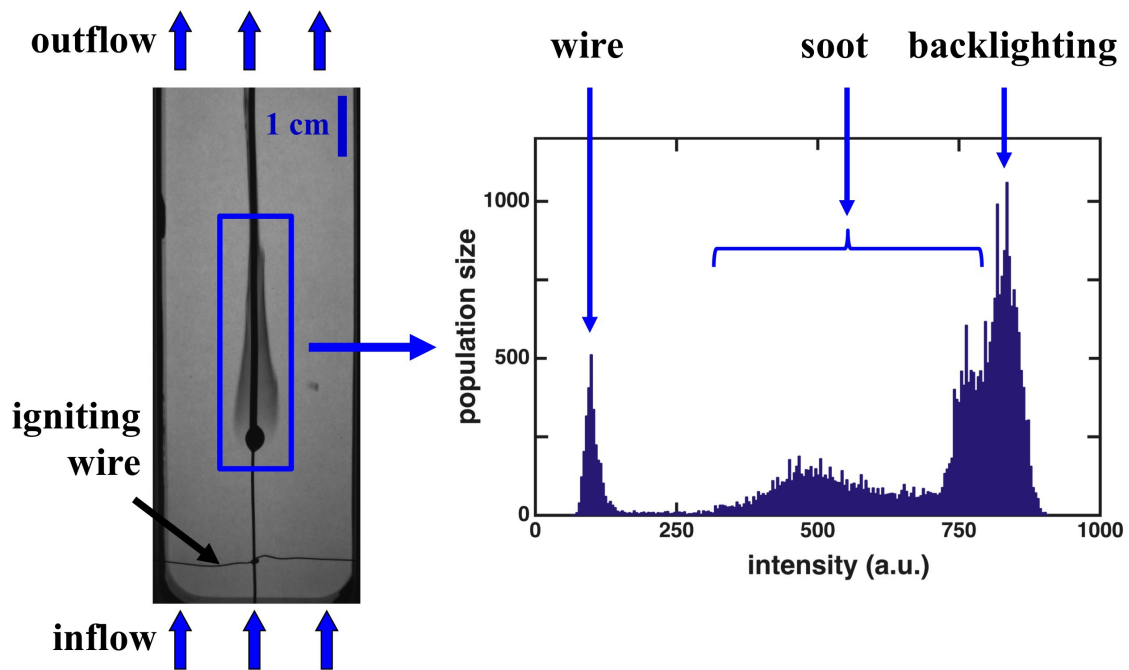 outflow
1 cm
igniting
wire
inflow
wire
soot
backlighting
population size
1000
500
0
0
250
500
750
1000
intensity (a.u.)